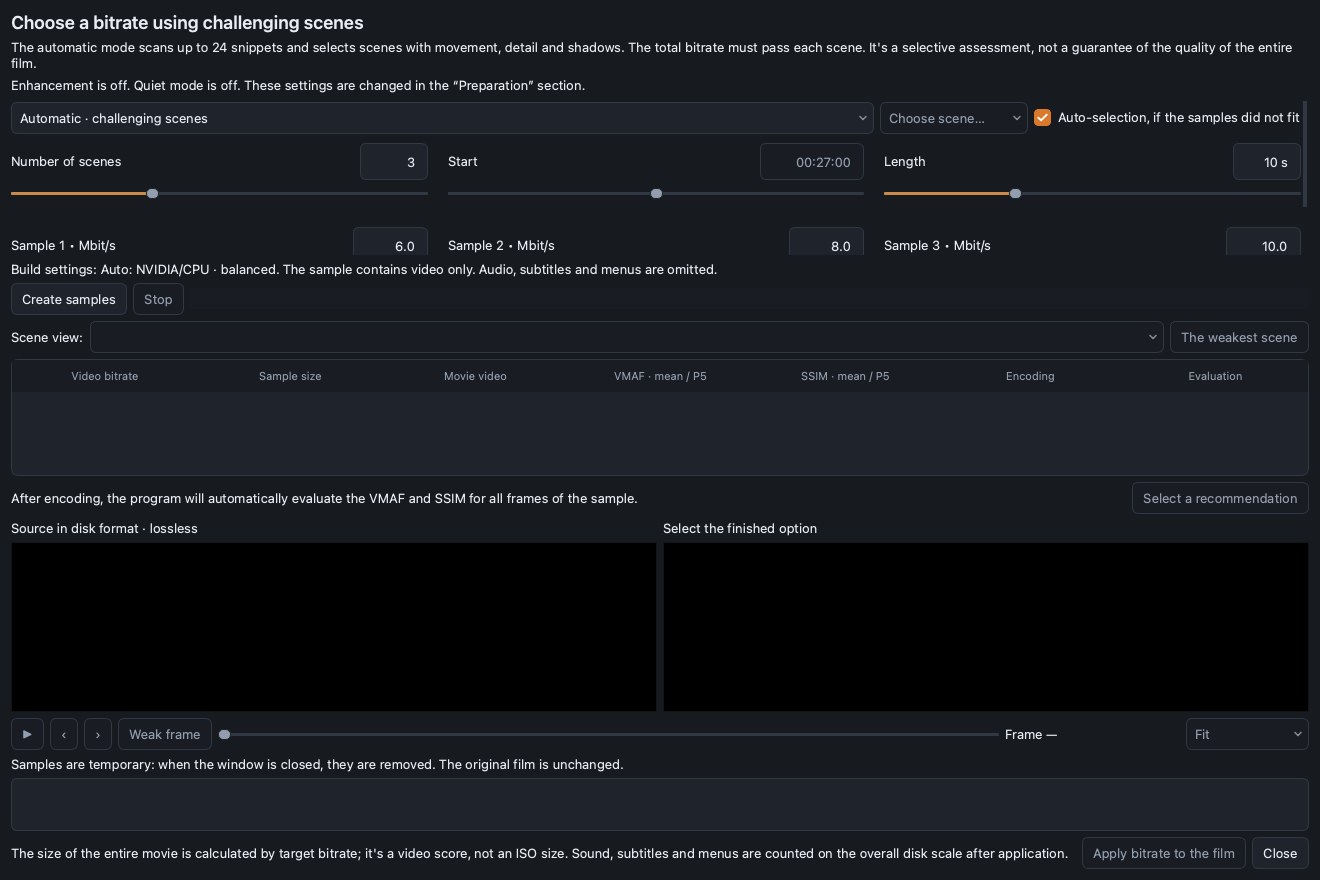 Choose a bitrate using challenging scenes
The automatic mode scans up to 24 snippets and selects scenes with movement, detail and shadows. The total bitrate must pass each scene. It's a selective assessment, not a guarantee of the quality of the entire
film.
Enhancement is off. Quiet mode is off. These settings are changed in the “Preparation” section.
Automatic · challenging scenes
Choose scene...
Auto-selection, if the samples did not fit
Number of scenes
3
Start
00:27:00
Length
10 s
Sample 1 • Mbit/s
6.0
Sample 2 • Mbit/s
8.0
Sample 3 • Mbit/s
10.0
Build settings: Auto: NVIDIA/CPU · balanced. The sample contains video only. Audio, subtitles and menus are omitted.
Create samples
Stop
Scene view:
The weakest scene
Video bitrate
Sample size
Movie video
VMAF · mean / P5
SSIM · mean / P5
Encoding
Evaluation
After encoding, the program will automatically evaluate the VMAF and SSIM for all frames of the sample.
Select a recommendation
Source in disk format · lossless
Select the finished option
Weak frame
Frame —
Fit
Samples are temporary: when the window is closed, they are removed. The original film is unchanged.
The size of the entire movie is calculated by target bitrate; it's a video score, not an ISO size. Sound, subtitles and menus are counted on the overall disk scale after application.
Apply bitrate to the film
Close